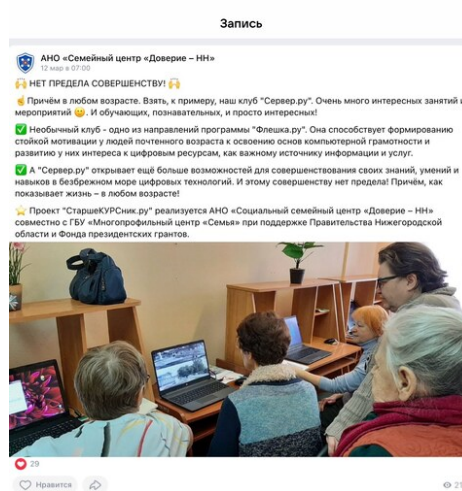 Запись
АНО «Семейный центр «Доверие – НН»
12 мар в 07:00
🙌 НЕТ ПРЕДЕЛА СОВЕРШЕНСТВУ! 🙌
☝ Причём в любом возрасте. Взять, к примеру, наш клуб "Сервер.ру". Очень много интересных занятий и
мероприятий 🙂. И обучающих, познавательных, и просто интересных!
✅ Необычный клуб - одно из направлений программы "Флешка.ру". Она способствует формированию
стойкой мотивации у людей почтенного возраста к освоению основ компьютерной грамотности и
развитию у них интереса к цифровым ресурсам, как важному источнику информации и услуг.
✅ А "Сервер.ру" открывает ещё больше возможностей для совершенствования своих знаний, умений и
навыков в безбрежном море цифровых технологий. И этому совершенству нет предела! Причём, как
показывает жизнь – в любом возрасте!
⭐ Проект "СтаршеКУРСник.ру" реализуется АНО «Социальный семейный центр «Доверие – НН»
совместно с ГБУ «Многопрофильный центр «Семья» при поддержке Правительства Нижегородской
области и Фонда президентских грантов.
29
Нравится